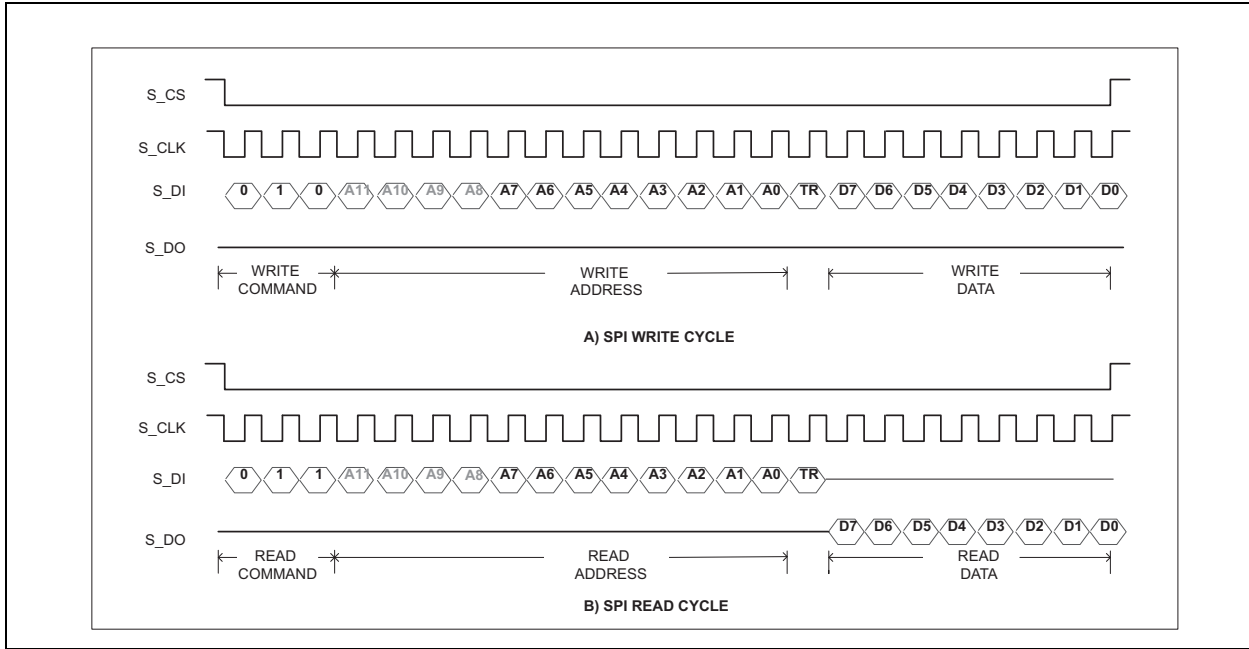 S_CS
S_CLK
S_DI 0 1 0 A11 A10 A9 A8 A7 A6 A5 A4 A3 A2 A1 A0 TR D7 D6 D5 D4 D3 D2 D1 D0
S_DO
WRITE COMMAND
WRITE ADDRESS
WRITE DATA
A) SPI WRITE CYCLE
S_CS
S_CLK
S_DI 0 1 1 A11 A10 A9 A8 A7 A6 A5 A4 A3 A2 A1 A0 TR
S_DO D7 D6 D5 D4 D3 D2 D1 D0
READ COMMAND
READ ADDRESS
READ DATA
B) SPI READ CYCLE